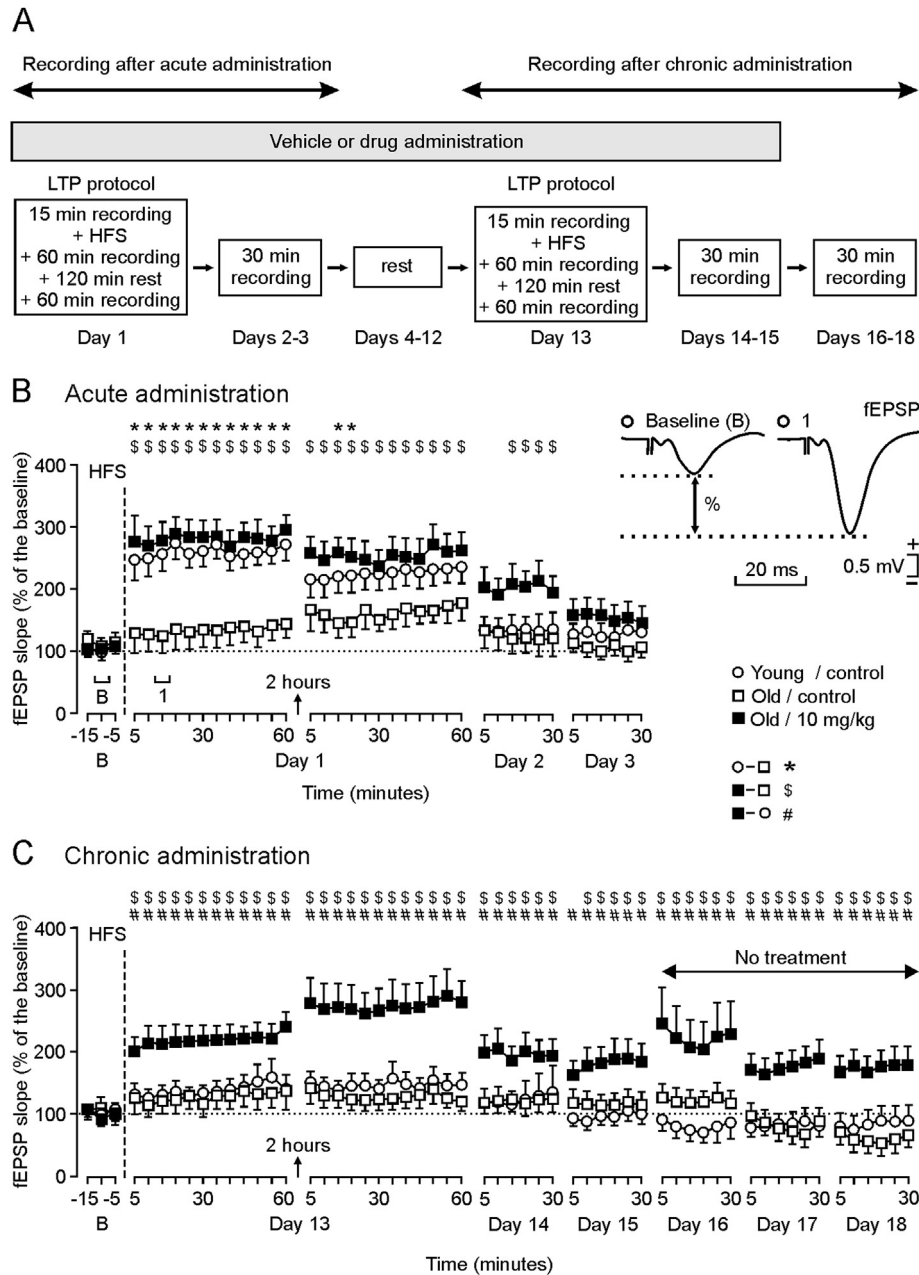 A
Recording after acute administration
Recording after chronic administration
Vehicle or drug administration
LTP protocol
15 min recording
+ HFS
+ 60 min recording
+ 120 min rest
+ 60 min recording
Day 1
30 min
recording
Days 2-3
rest
Days 4-12
LTP protocol
15 min recording
+ HFS
+ 60 min recording
+ 120 min rest
+ 60 min recording
Day 13
30 min
recording
Days 14-15
30 min
recording
Days 16-18
B Acute administration
* * * * * * * * * * * * * *
$ $ $ $ $ $ $ $ $ $ $ $ $ $ $ $ $ $ $ $ $ $ $ $ $ $ $ $
fEPSP slope (% of the baseline)
400
300
200
100
0
HFS
B
1
2 hours
-15 -5 5 30 60 5 30 60 5 30 5 30
B Day 1 Day 2 Day 3
Time (minutes)
Baseline (B)
1
fEPSP
%
20 ms
0.5 mV
+
–
Young / control
Old / control
Old / 10 mg/kg
*
$
#
C Chronic administration
$ $ $ $ $ $ $ $ $ $ $ $ $ $ $ $ $ $ $ $ $ $ $ $ $ $ $ $ $ $ $ $ $ $ $ $ $ $ $ $ $ $ $ $ $ $ $ $ $ $ $ $ $
# # # # # # # # # # # # # # # # # # # # # # # # # # # # # # # # # # # # # # # # # # # # # # # # # # # # # #
fEPSP slope (% of the baseline)
400
300
200
100
0
HFS
No treatment
2 hours
-15 -5 5 30 60 5 30 60 5 30 5 30 5 30 5 30 5 30
B Day 13 Day 14 Day 15 Day 16 Day 17 Day 18
Time (minutes)